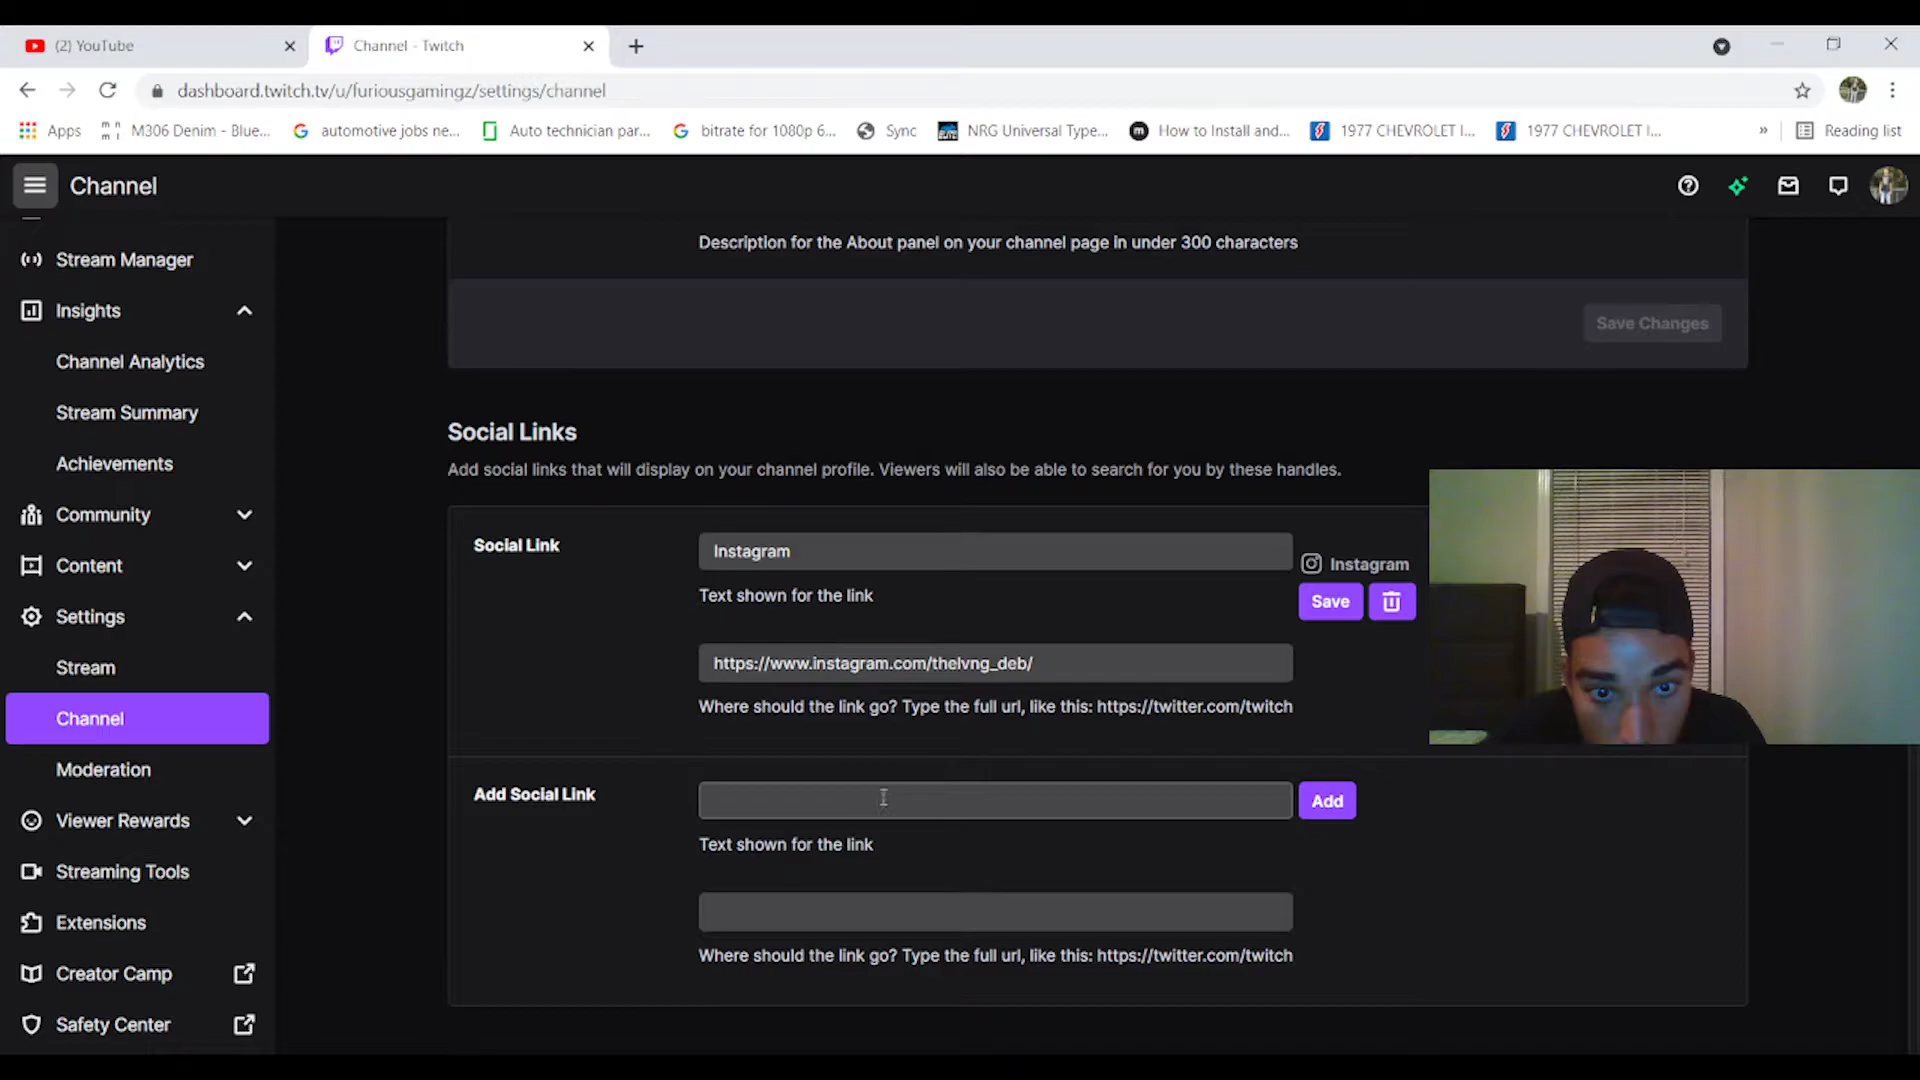 (2) YouTube
Channel - Twitch
dashboard.twitch.tv/u/furiousgamingz/settings/channel
Apps
M306 Denim - Blue...
automotive jobs ne...
Auto technician par...
bitrate for 1080p 6...
Sync
NRG Universal Type...
How to Install and...
1977 CHEVROLET I...
1977 CHEVROLET I...
»
Reading list
Channel
Stream Manager
Insights
Channel Analytics
Stream Summary
Achievements
Community
Content
Settings
Stream
Channel
Moderation
Viewer Rewards
Streaming Tools
Extensions
Creator Camp
Safety Center
Description for the About panel on your channel page in under 300 characters
Save Changes
Social Links
Add social links that will display on your channel profile. Viewers will also be able to search for you by these handles.
Social Link
Instagram
Text shown for the link
Instagram
Save
https://www.instagram.com/thelvng_deb/
Where should the link go? Type the full url, like this: https://twitter.com/twitch
Add Social Link
Add
Text shown for the link
Where should the link go? Type the full url, like this: https://twitter.com/twitch